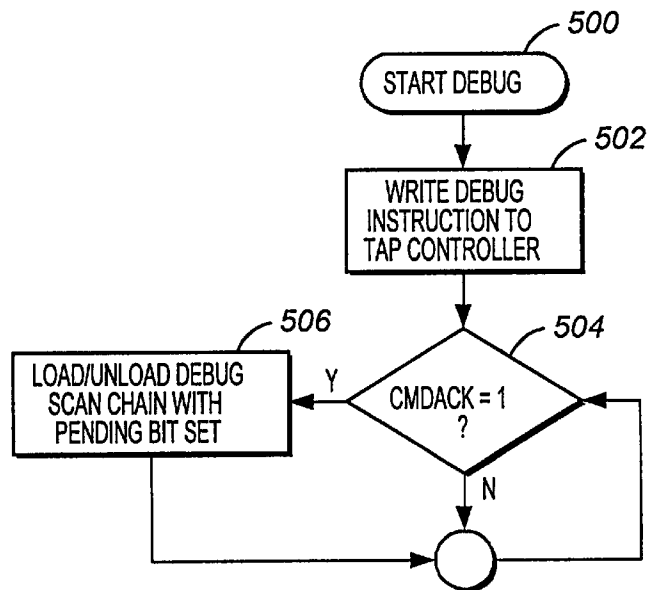 500
START DEBUG
502
WRITE DEBUG
INSTRUCTION TO
TAP CONTROLLER
504
506
LOAD/UNLOAD DEBUG
SCAN CHAIN WITH
PENDING BIT SET
Y
CMDACK = 1
?
N